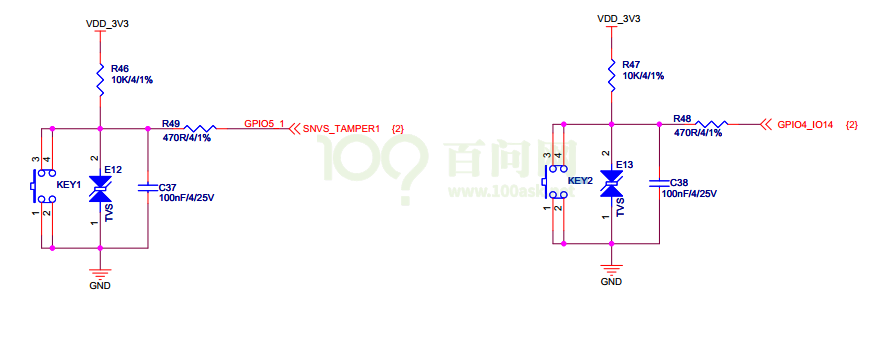 VDD_3V3
R46
10K/4/1%
R49
470R/4/1%
GPIO5_1
SNVS_TAMPER1 {2}
3
4
KEY1
1
2
2
E12
TVS
1
C37
100nF/4/25V
GND
VDD_3V3
R47
10K/4/1%
R48
470R/4/1%
GPIO4_IO14 {2}
3
4
KEY2
1
2
2
E13
TVS
1
C38
100nF/4/25V
GND
100?百问网